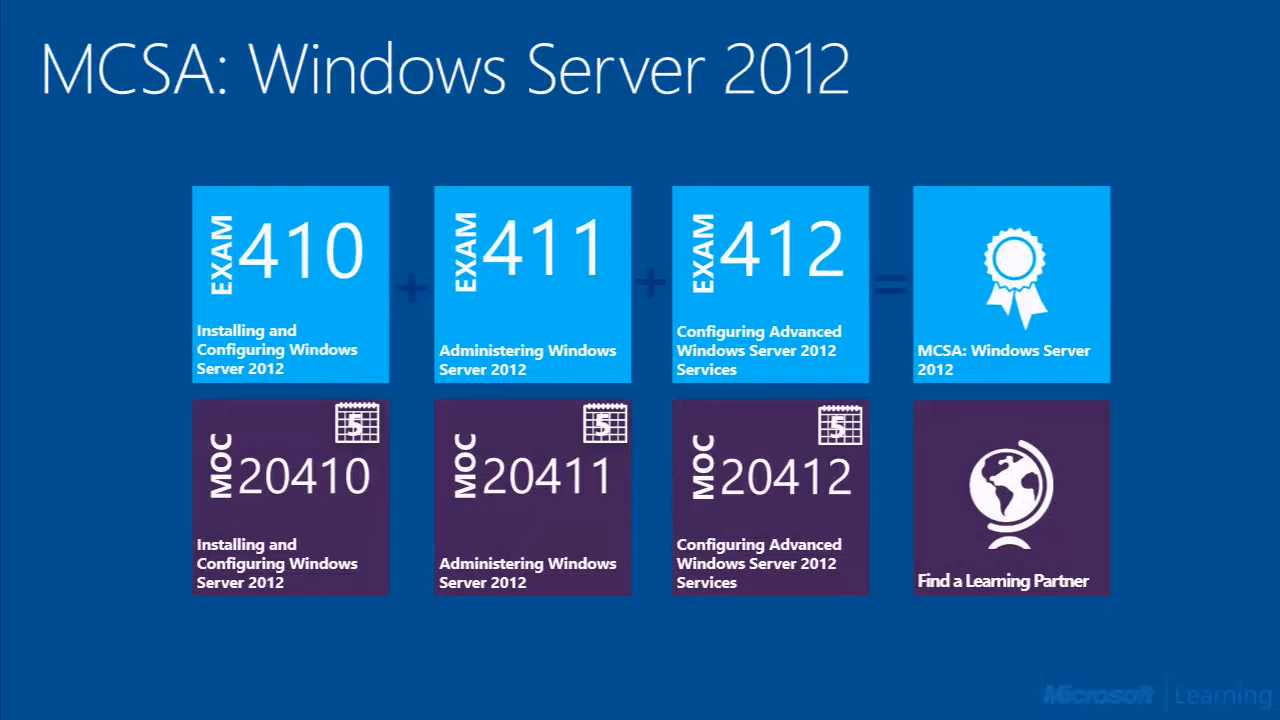 MCSA: Windows Server 2012
EXAM 410
Installing and
Configuring Windows
Server 2012
+
EXAM 411
Administering Windows
Server 2012
+
EXAM 412
Configuring Advanced
Windows Server 2012
Services
=
MCSA: Windows Server
2012
5
MOC 20410
Installing and
Configuring Windows
Server 2012
5
MOC 20411
Administering Windows
Server 2012
5
MOC 20412
Configuring Advanced
Windows Server 2012
Services
Find a Learning Partner
Microsoft | Learning